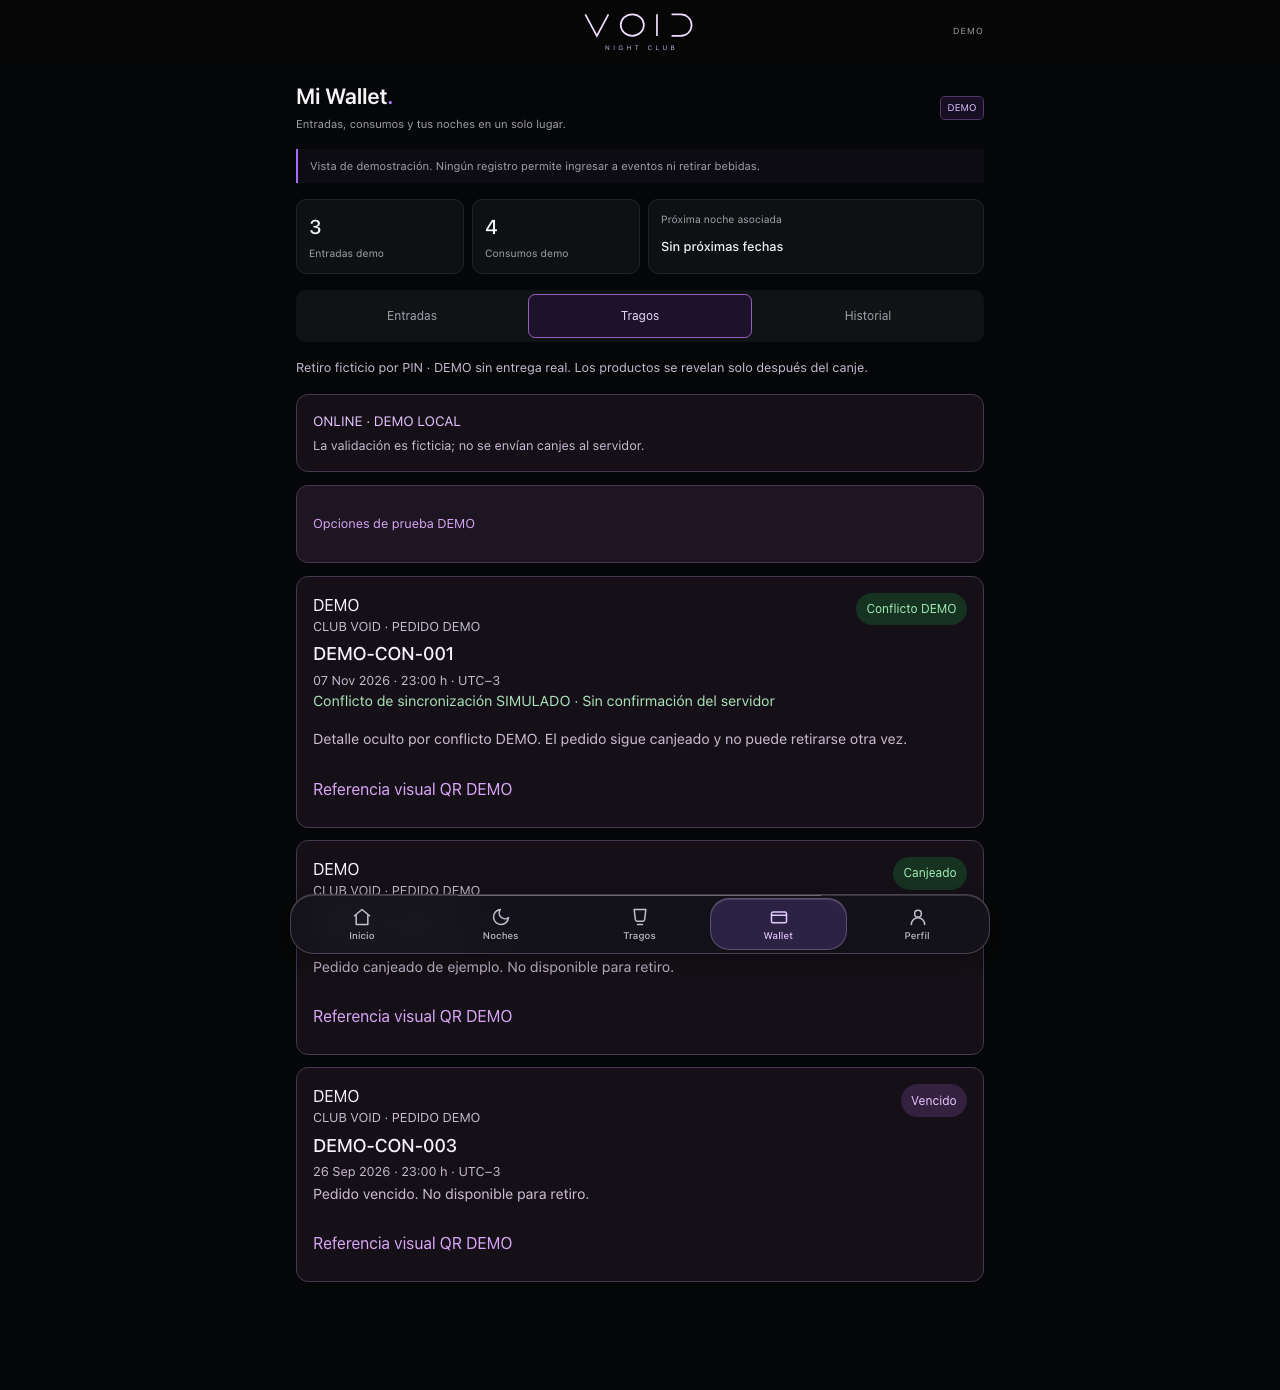 VOID
NIGHT CLUB
DEMO
Mi Wallet.
DEMO
Entradas, consumos y tus noches en un solo lugar.
Vista de demostración. Ningún registro permite ingresar a eventos ni retirar bebidas.
3
Entradas demo
4
Consumos demo
Próxima noche asociada
Sin próximas fechas
Entradas
Tragos
Historial
Retiro ficticio por PIN · DEMO sin entrega real. Los productos se revelan solo después del canje.
ONLINE · DEMO LOCAL
La validación es ficticia; no se envían canjes al servidor.
Opciones de prueba DEMO
DEMO
Conflicto DEMO
CLUB VOID · PEDIDO DEMO
DEMO-CON-001
07 Nov 2026 · 23:00 h · UTC−3
Conflicto de sincronización SIMULADO · Sin confirmación del servidor
Detalle oculto por conflicto DEMO. El pedido sigue canjeado y no puede retirarse otra vez.
Referencia visual QR DEMO
DEMO
Canjeado
CLUB VOID · PEDIDO DEMO
Inicio
Noches
Tragos
Wallet
Perfil
Pedido canjeado de ejemplo. No disponible para retiro.
Referencia visual QR DEMO
DEMO
Vencido
CLUB VOID · PEDIDO DEMO
DEMO-CON-003
26 Sep 2026 · 23:00 h · UTC−3
Pedido vencido. No disponible para retiro.
Referencia visual QR DEMO